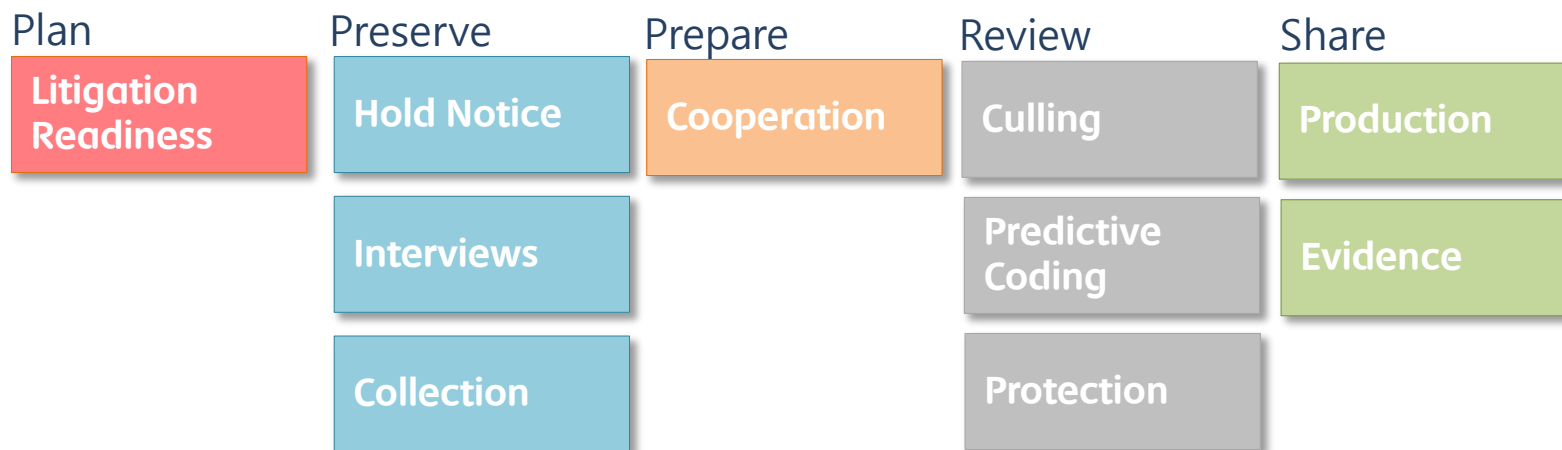 Plan
Litigation
Readiness
Preserve
Hold Notice
Interviews
Collection
Prepare
Cooperation
Review
Culling
Predictive
Coding
Protection
Share
Production
Evidence